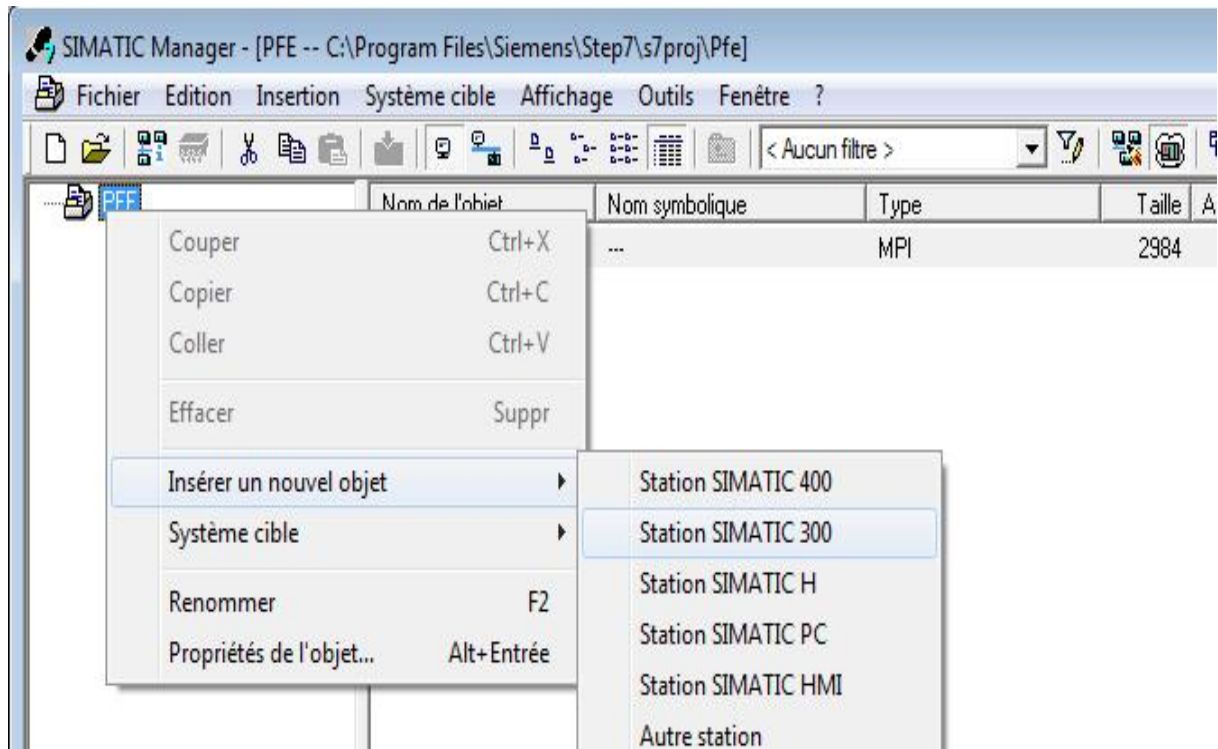 SIMATIC Manager - [PFE -- C:\Program Files\Siemens\Step7\s7proj\Pfe]
Fichier Edition Insertion Système cible Affichage Outils Fenêtre ?
< Aucun filtre >
PFE
Nom de l'objet Nom symbolique Type Taille A
--- MPI 2984
Couper Ctrl+X
Copier Ctrl+C
Coller Ctrl+V
Effacer Suppr
Insérer un nouvel objet
Système cible
Renommer F2
Propriétés de l'objet... Alt+Entrée
Station SIMATIC 400
Station SIMATIC 300
Station SIMATIC H
Station SIMATIC PC
Station SIMATIC HMI
Autre station